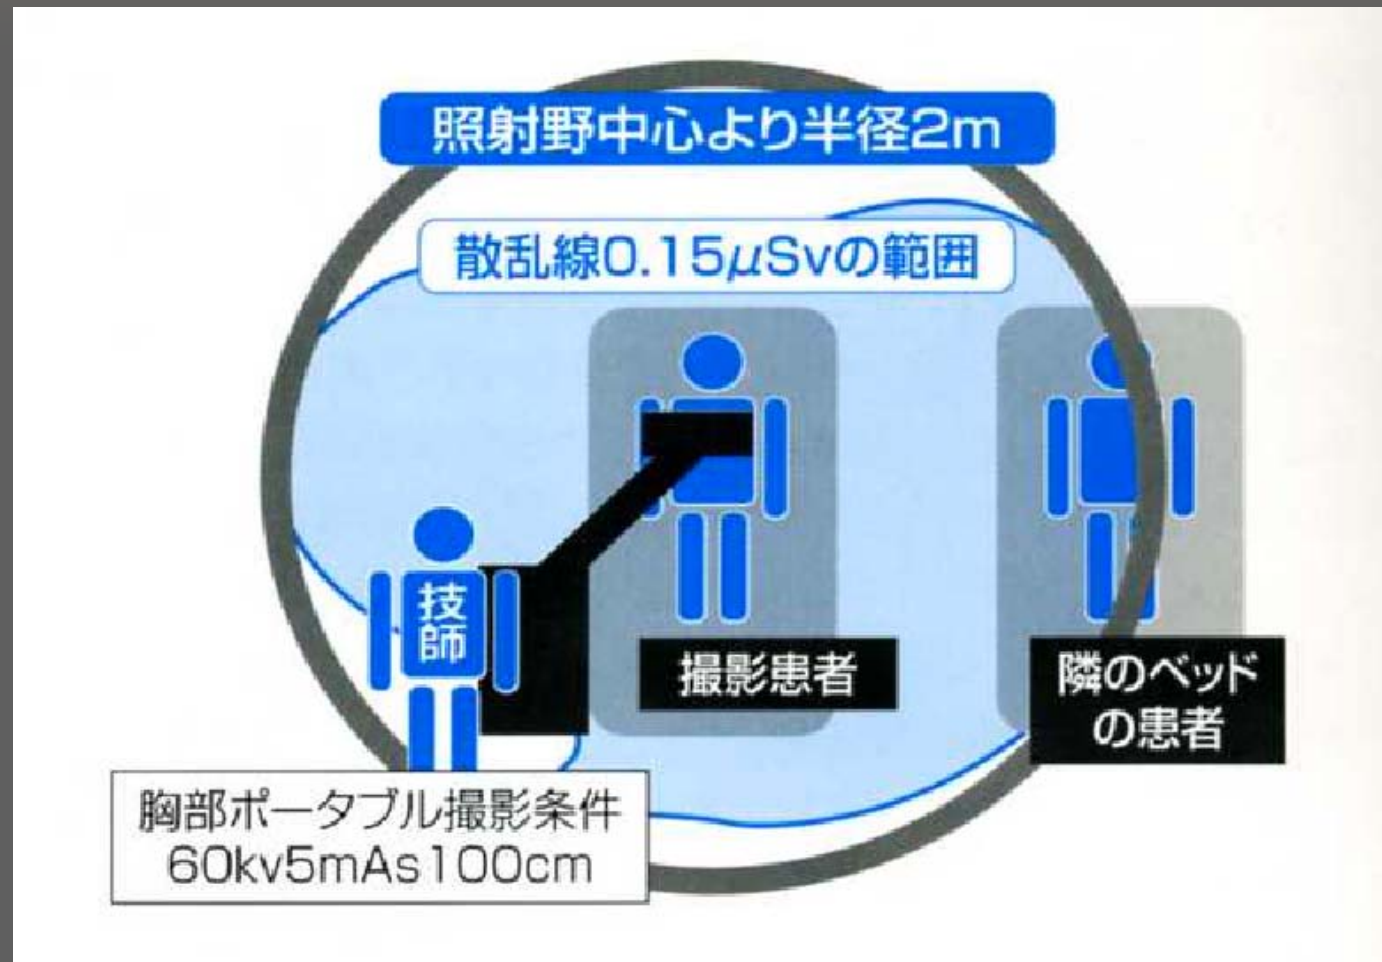 照射野中心より半径2m
散乱線0.15μSvの範囲
技
師
撮影患者
隣のベッド
の患者
胸部ポータブル撮影条件
60kv5mAs100cm